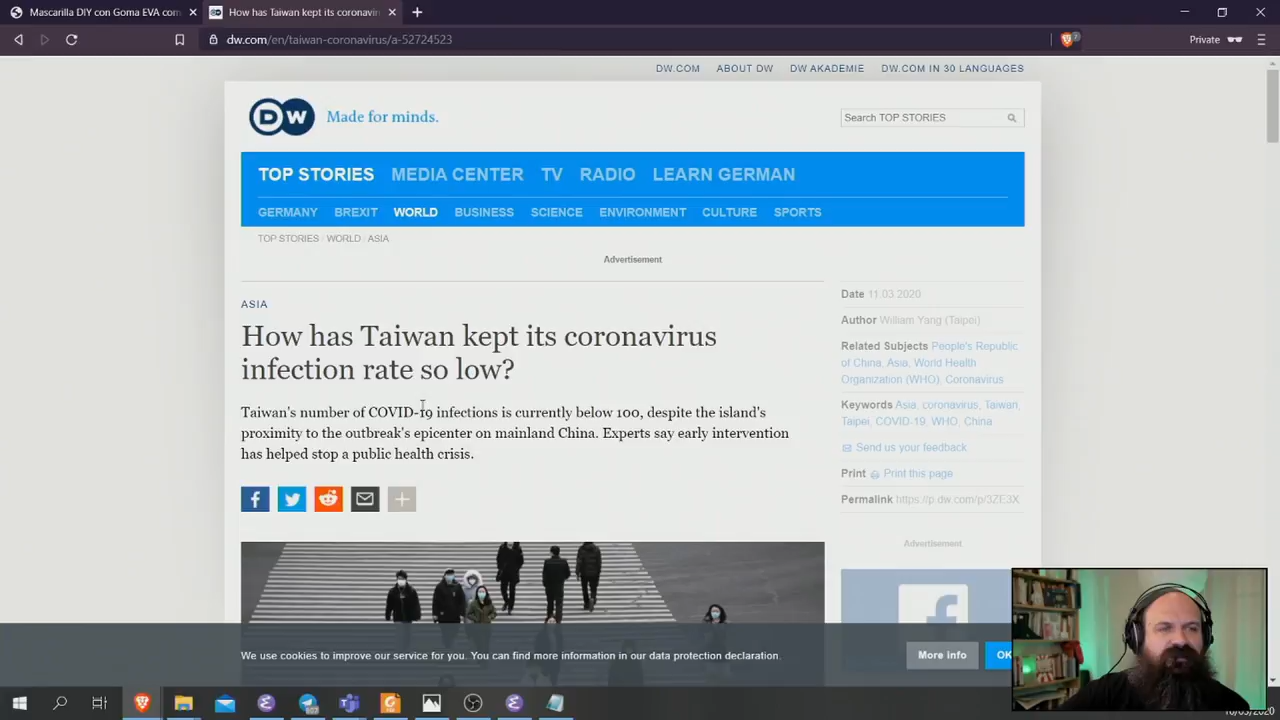 Mascarilla DIY con Goma EVA com
How has Taiwan kept its coronavir
dw.com/en/taiwan-coronavirus/a-52724523
Private
DW.COM ABOUT DW DW AKADEMIE DW.COM IN 30 LANGUAGES
DW Made for minds.
Search TOP STORIES
TOP STORIES MEDIA CENTER TV RADIO LEARN GERMAN
GERMANY BREXIT WORLD BUSINESS SCIENCE ENVIRONMENT CULTURE SPORTS
TOP STORIES / WORLD / ASIA
Advertisement
ASIA
How has Taiwan kept its coronavirus
infection rate so low?
Taiwan's number of COVID-19 infections is currently below 100, despite the island's
proximity to the outbreak's epicenter on mainland China. Experts say early intervention
has helped stop a public health crisis.
Date 11.03.2020
Author William Yang (Taipei)
Related Subjects People's Republic
of China, Asia, World Health
Organization (WHO), Coronavirus
Keywords Asia, coronavirus, Taiwan,
Taipei, COVID-19, WHO, China
Send us your feedback
Print Print this page
Permalink https://p.dw.com/p/3ZE3X
Advertisement
We use cookies to improve our service for you. You can find more information in our data protection declaration.
More info
OK